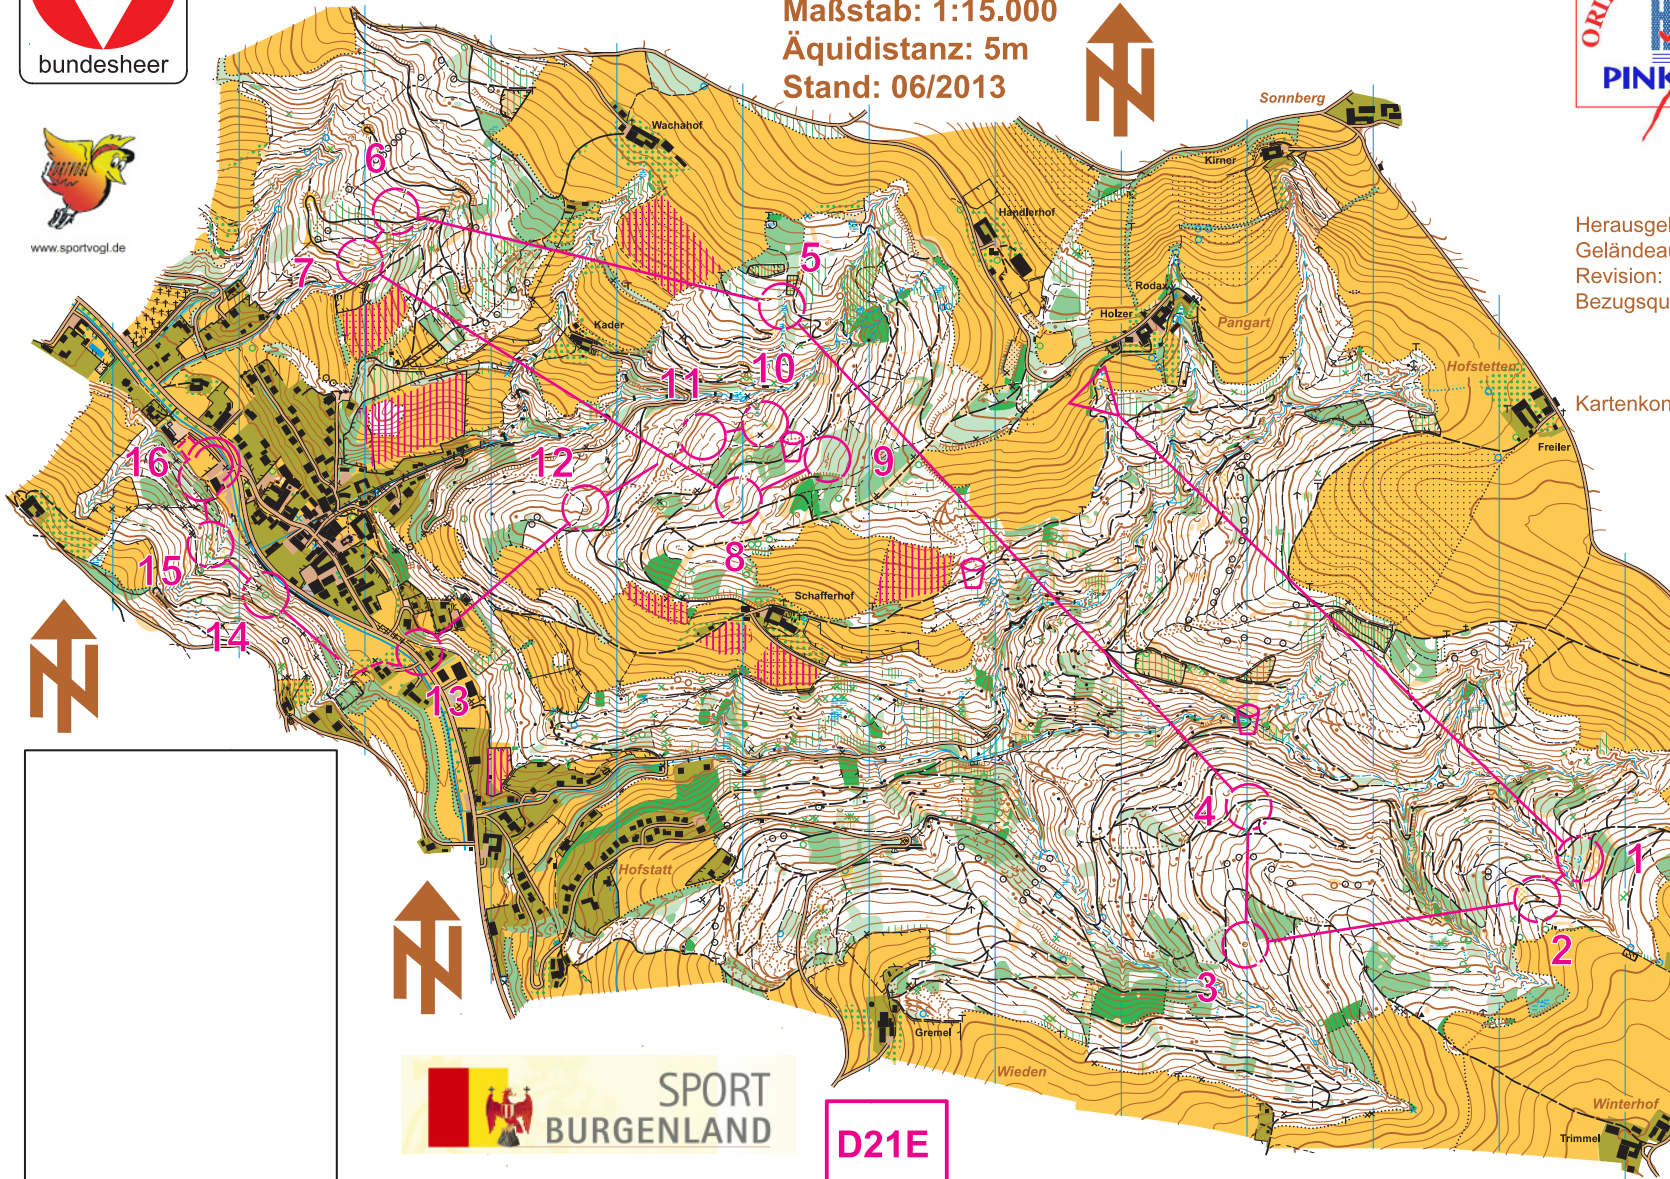 bundesheer
SPORTVOGL
www.sportvogl.de
Maßstab: 1:15.000
Äquidistanz: 5m
Stand: 06/2013
Sonnberg
Kirner
Wachahof
Handlerhof
Rodax
Holzer
Pangart
Kader
Hofstetten
Freiler
Schafferhof
Hofstatt
Gremel
Wieden
Winterhof
Trimmel
6
7
5
10
11
9
12
16
8
15
14
13
4
1
2
3
PINK
Herausge
Geländeau
Revision:
Bezugsqu
Kartenkon
SPORT
BURGENLAND
D21E